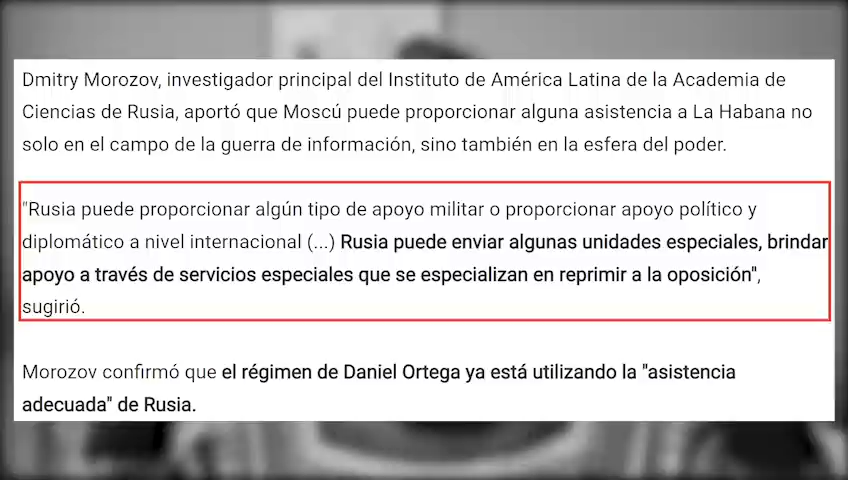 Dmitry Morozov, investigador principal del Instituto de América Latina de la Academia de
Ciencias de Rusia, aportó que Moscú puede proporcionar alguna asistencia a La Habana no
solo en el campo de la guerra de información, sino también en la esfera del poder.
"Rusia puede proporcionar algún tipo de apoyo militar o proporcionar apoyo político y
diplomático a nivel internacional (...) Rusia puede enviar algunas unidades especiales, brindar
apoyo a través de servicios especiales que se especializan en reprimir a la oposición",
sugirió.
Morozov confirmó que el régimen de Daniel Ortega ya está utilizando la "asistencia
adecuada" de Rusia.